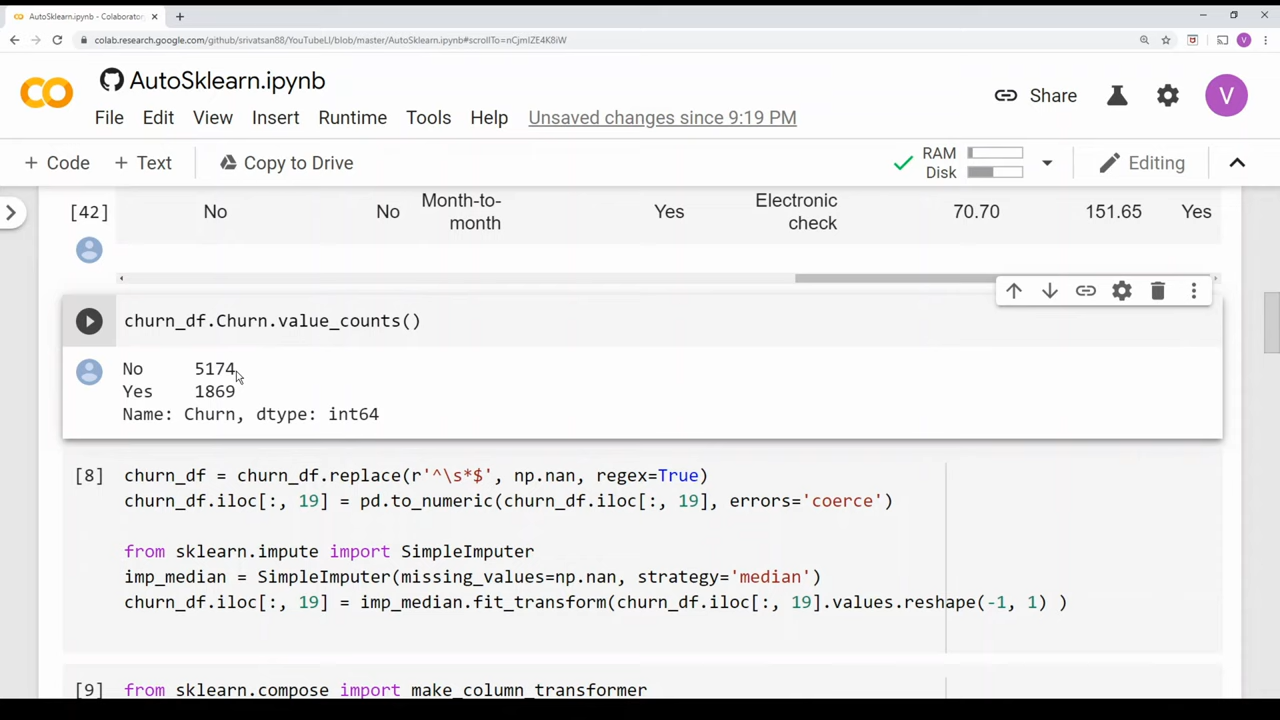 AutoSklearn.ipynb - Colaborator
colab.research.google.com/github/srivatsan88/YouTubeLI/blob/master/AutoSklearn.ipynb#scrollTo=nCjmIZE4K8iW
AutoSklearn.ipynb
Share
V
File Edit View Insert Runtime Tools Help Unsaved changes since 9:19 PM
+ Code + Text Copy to Drive
RAM
Disk
Editing
[42] No No Month-to-month Yes Electronic check 70.70 151.65 Yes
churn_df.Churn.value_counts()
No 5174
Yes 1869
Name: Churn, dtype: int64
[8] churn_df = churn_df.replace(r'^\s*$', np.nan, regex=True)
churn_df.iloc[:, 19] = pd.to_numeric(churn_df.iloc[:, 19], errors='coerce')
from sklearn.impute import SimpleImputer
imp_median = SimpleImputer(missing_values=np.nan, strategy='median')
churn_df.iloc[:, 19] = imp_median.fit_transform(churn_df.iloc[:, 19].values.reshape(-1, 1) )
[9] from sklearn.compose import make_column_transformer